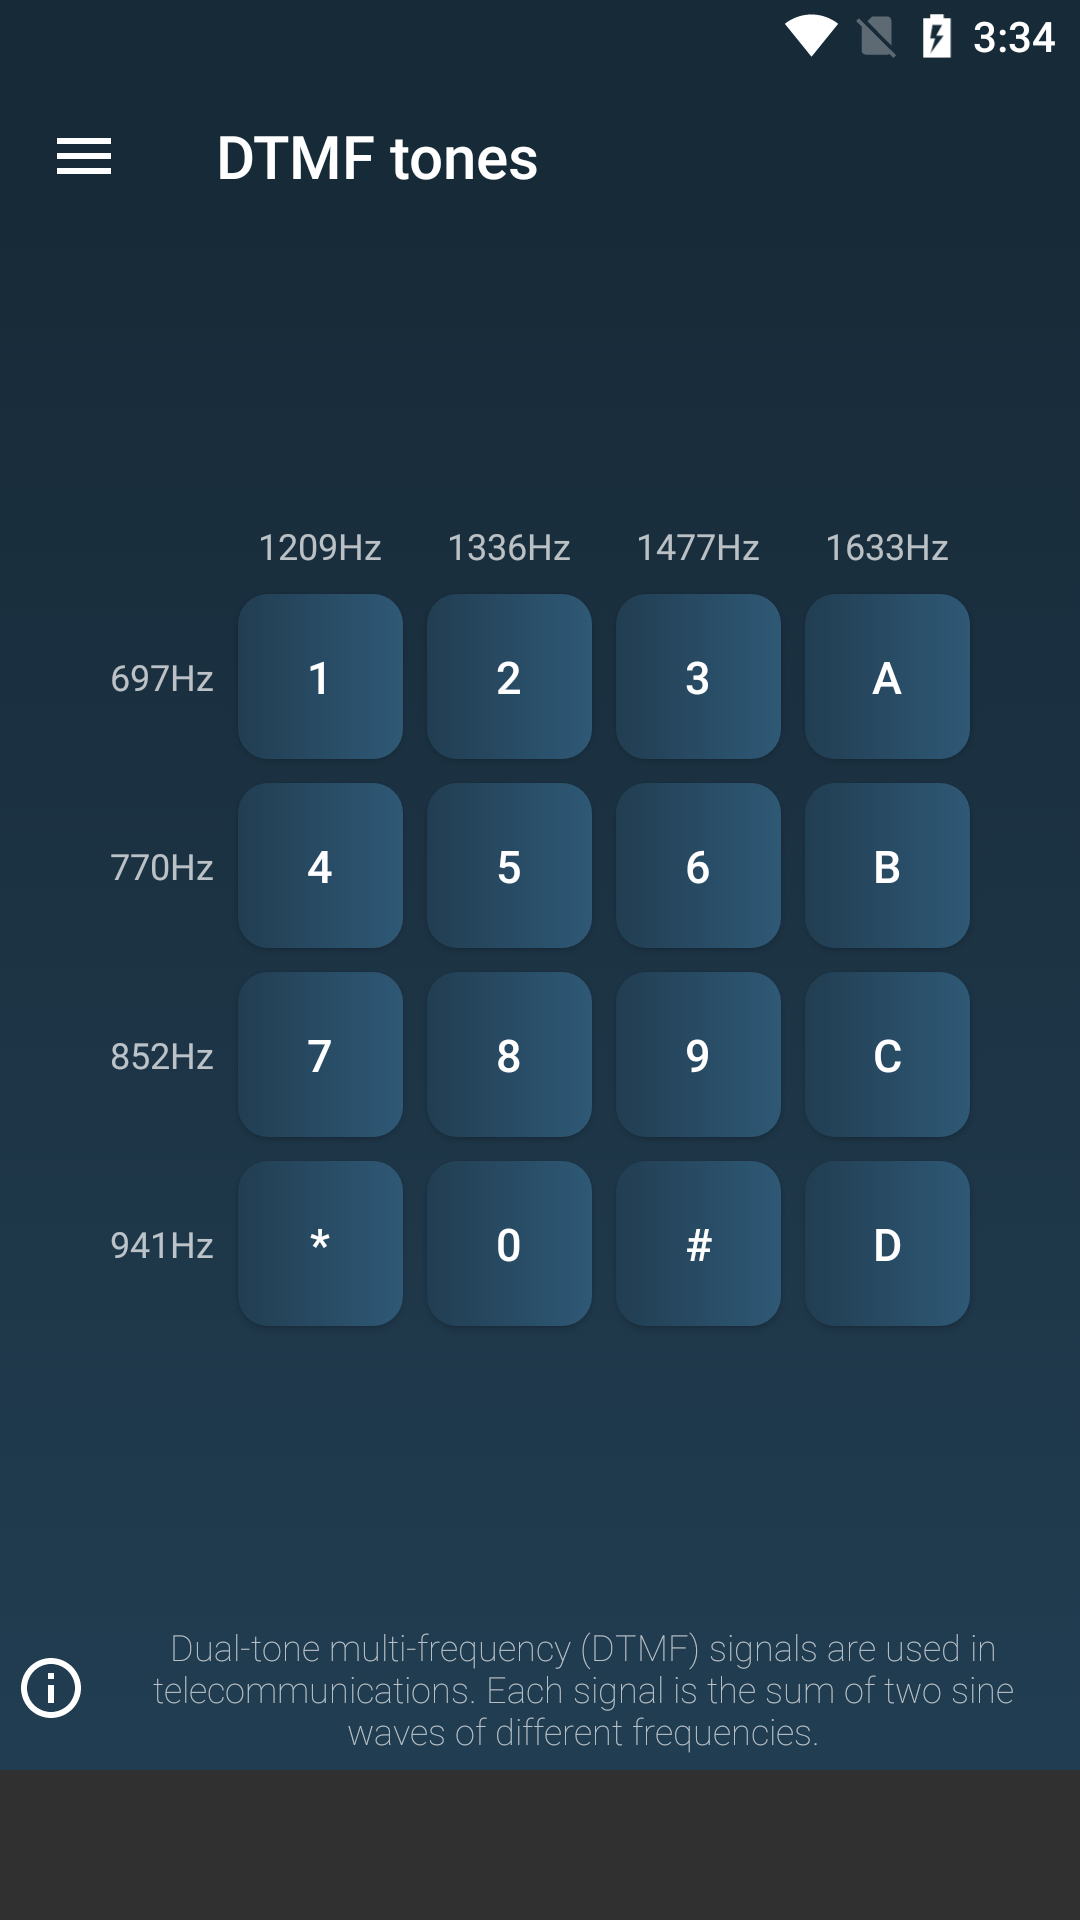 3:34
DTMF tones
1209Hz 1336Hz 1477Hz 1633Hz
697Hz 1 2 3 A
770Hz 4 5 6 B
852Hz 7 8 9 C
941Hz * 0 # D
Dual-tone multi-frequency (DTMF) signals are used in
telecommunications. Each signal is the sum of two sine
waves of different frequencies.